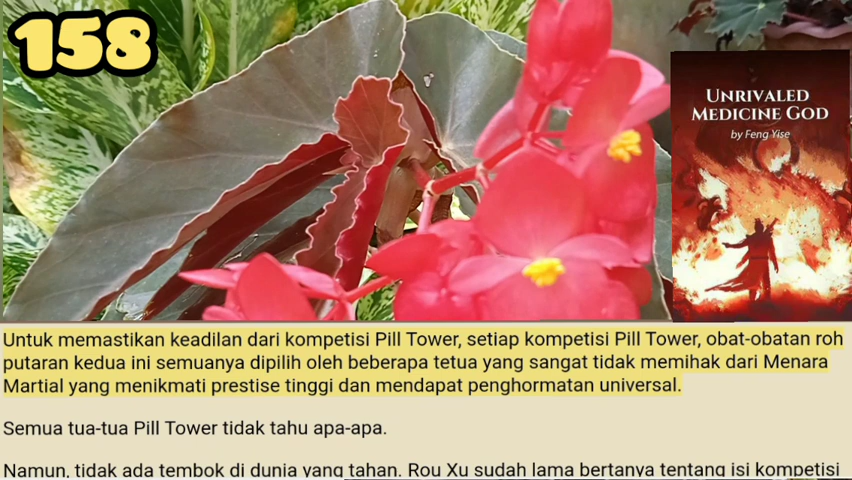 158
UNRIVALED
MEDICINE GOD
by Feng Yise
Untuk memastikan keadilan dari kompetisi Pill Tower, setiap kompetisi Pill Tower, obat-obatan roh
putaran kedua ini semuanya dipilih oleh beberapa tetua yang sangat tidak memihak dari Menara
Martial yang menikmati prestise tinggi dan mendapat penghormatan universal.
Semua tua-tua Pill Tower tidak tahu apa-apa.
Namun, tidak ada tembok di dunia yang tahan. Rou Xu sudah lama bertanya tentang isi kompetisi